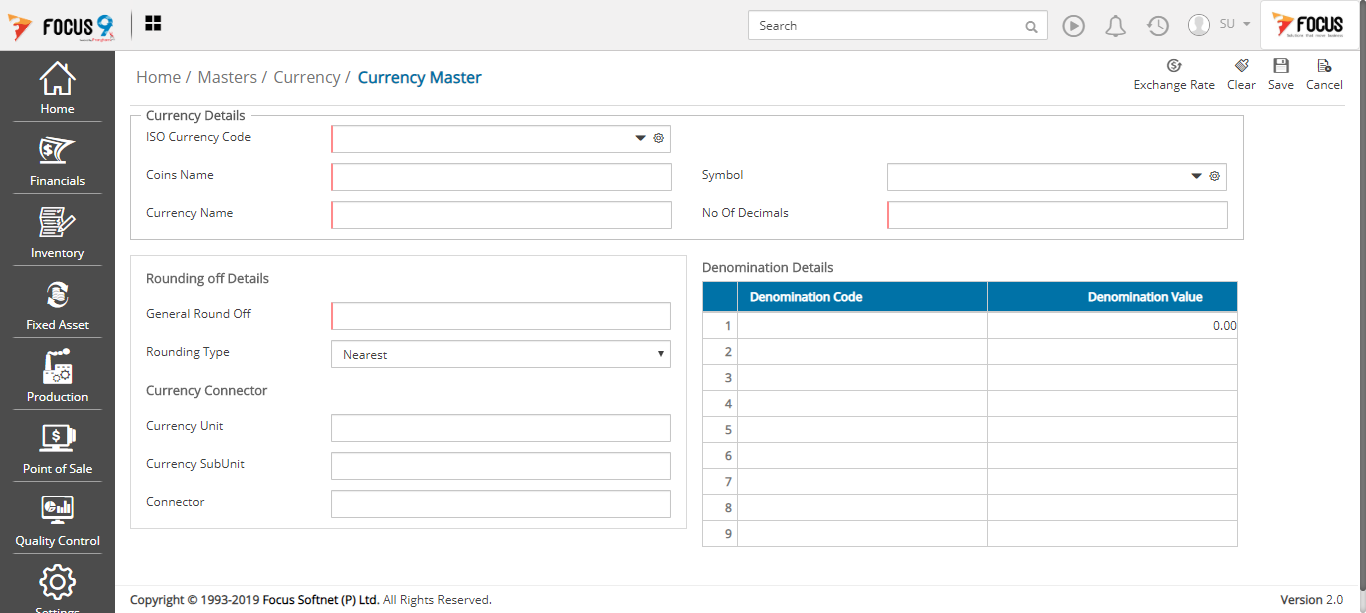 FOCUS 9
Search
SU
FOCUS
Home
Financials
Inventory
Fixed Asset
Production
Point of Sale
Quality Control
Settings
Home / Masters / Currency / Currency Master
Exchange Rate Clear Save Cancel
Currency Details
ISO Currency Code
Coins Name
Symbol
Currency Name
No Of Decimals
Rounding off Details
General Round Off
Rounding Type Nearest
Currency Connector
Currency Unit
Currency SubUnit
Connector
Denomination Details
Denomination Code Denomination Value
1 0.00
2
3
4
5
6
7
8
9
Copyright © 1993-2019 Focus Softnet (P) Ltd. All Rights Reserved.
Version 2.0